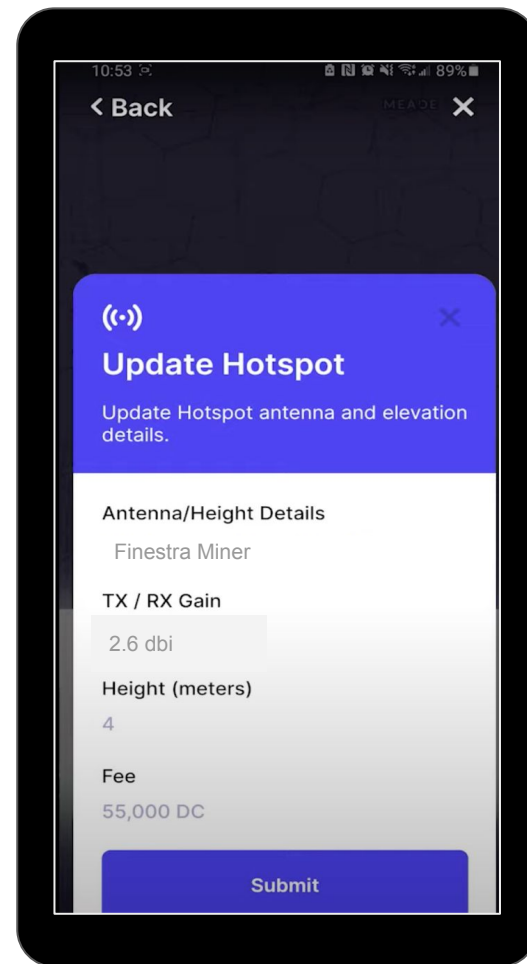 10:53 89%
< Back MEADE X
Update Hotspot
Update Hotspot antenna and elevation
details.
Antenna/Height Details
Finestra Miner
TX / RX Gain
2.6 dbi
Height (meters)
4
Fee
55,000 DC
Submit